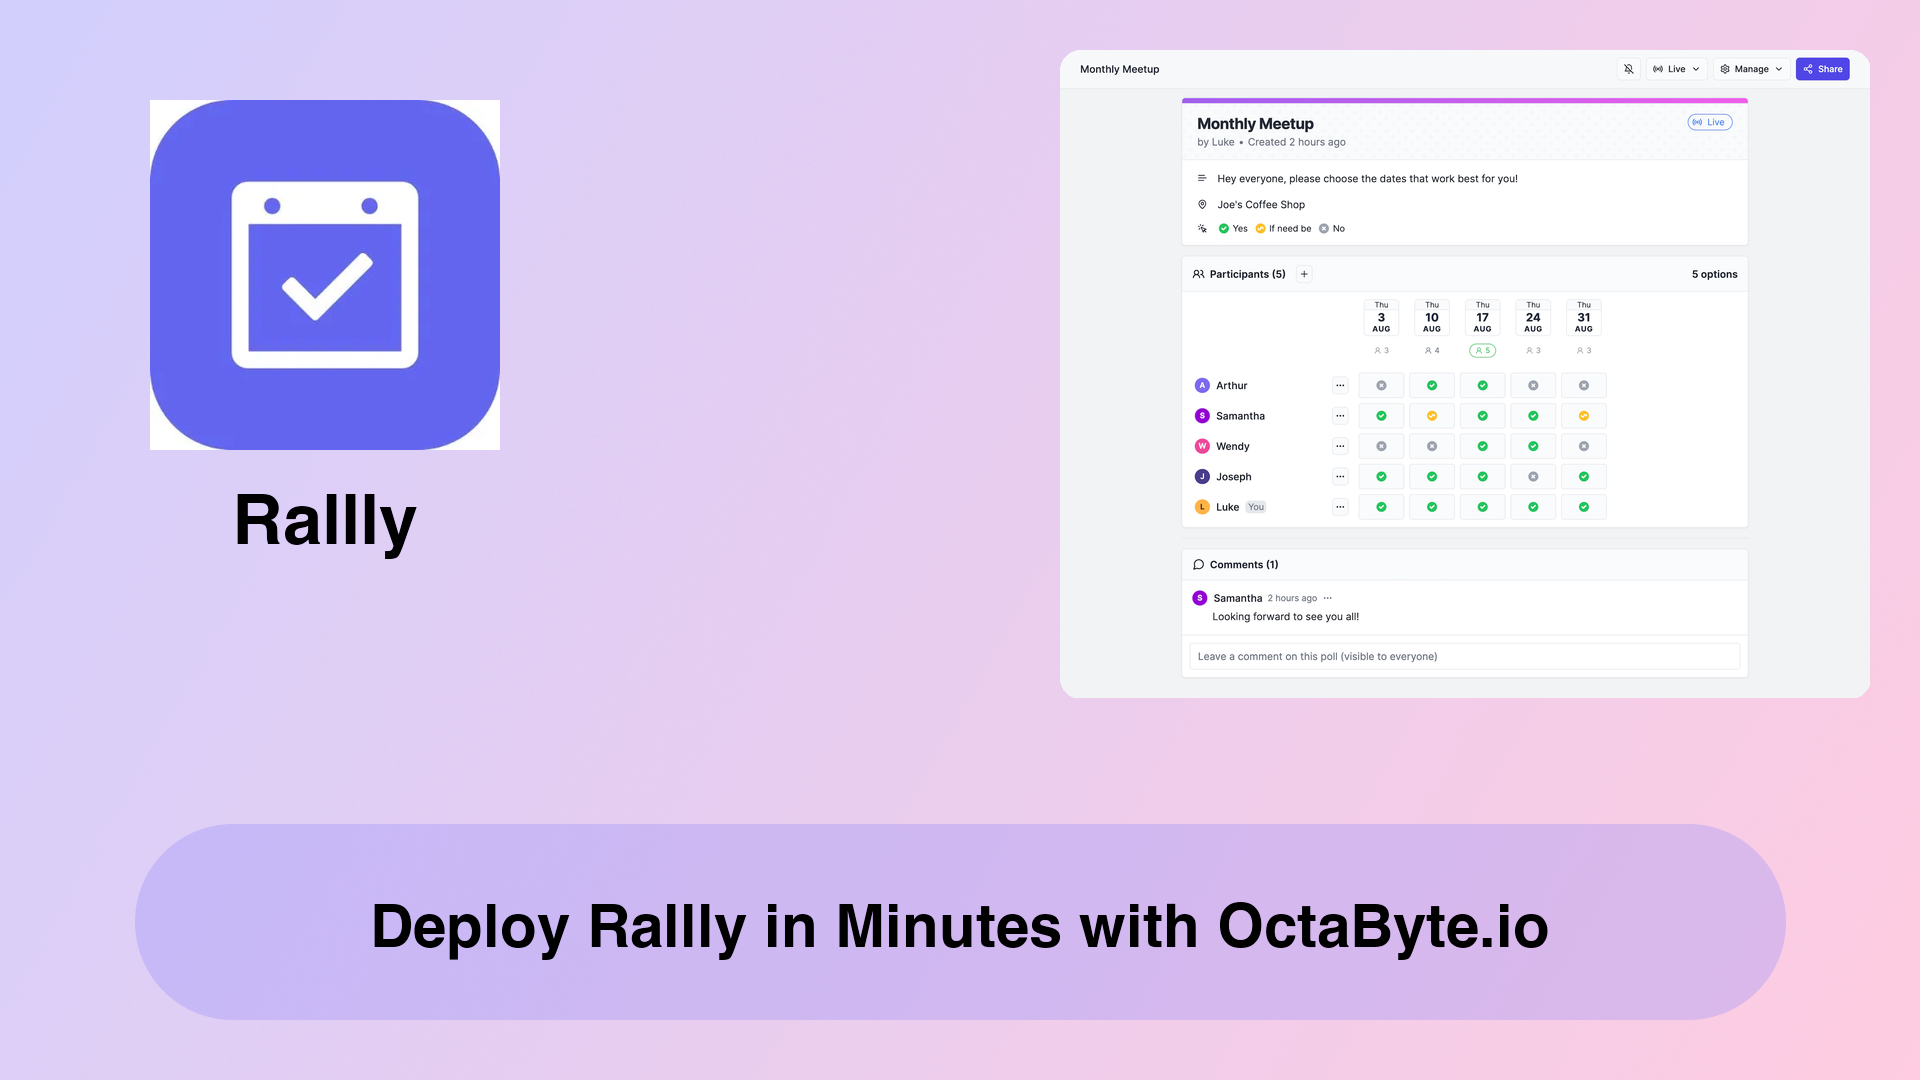 Rallly
Monthly Meetup
Live
Manage
Share
Monthly Meetup
Live
by Luke • Created 2 hours ago
Hey everyone, please choose the dates that work best for you!
Joe's Coffee Shop
Yes If need be No
Participants (5)
5 options
Thu Thu Thu Thu Thu
3 10 17 24 31
AUG AUG AUG AUG AUG
3 4 5 3 3
A Arthur
S Samantha
W Wendy
J Joseph
L Luke You
Comments (1)
S Samantha 2 hours ago
Looking forward to see you all!
Leave a comment on this poll (visible to everyone)
Deploy Rallly in Minutes with OctaByte.io